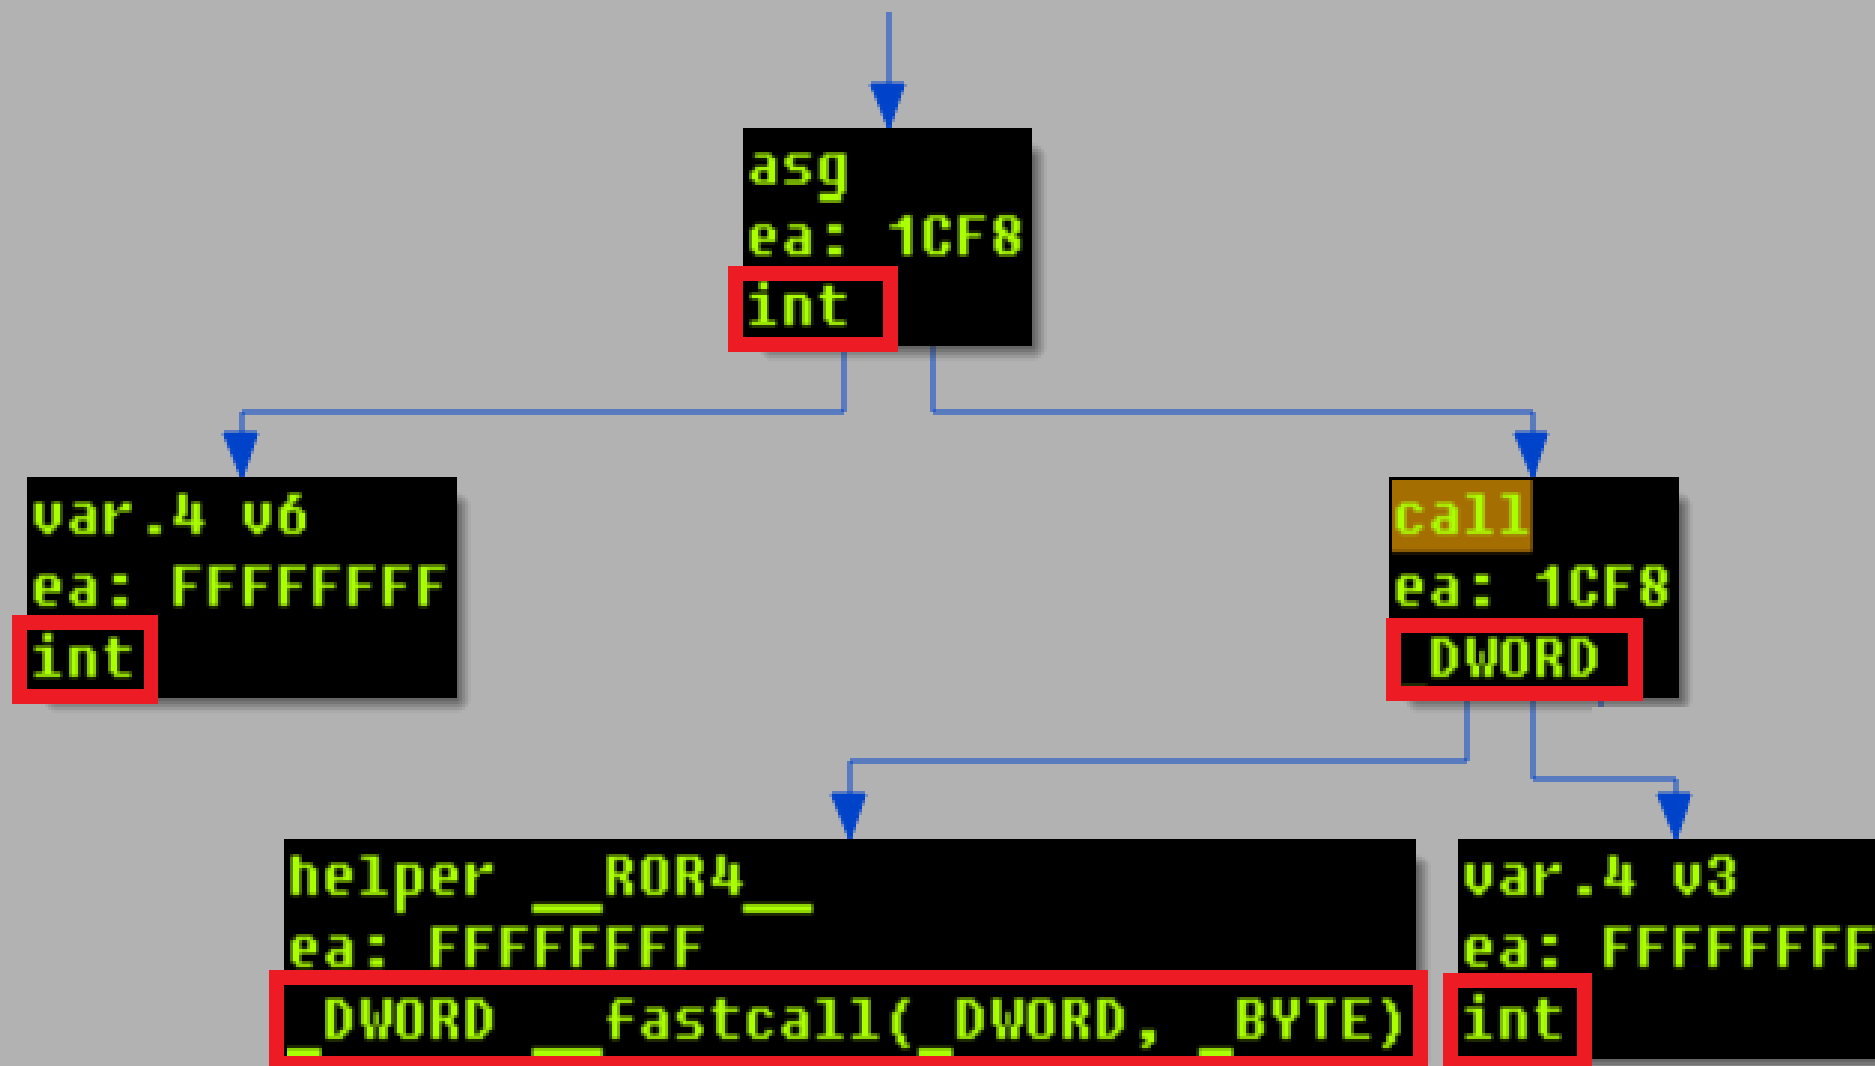 asg
ea: 1CF8
int
var.4 v6
ea: FFFFFFFF
int
call
ea: 1CF8
_DWORD
helper __ROR4__
ea: FFFFFFFF
_DWORD __fastcall(_DWORD, _BYTE)
var.4 v3
ea: FFFFFFFF
int